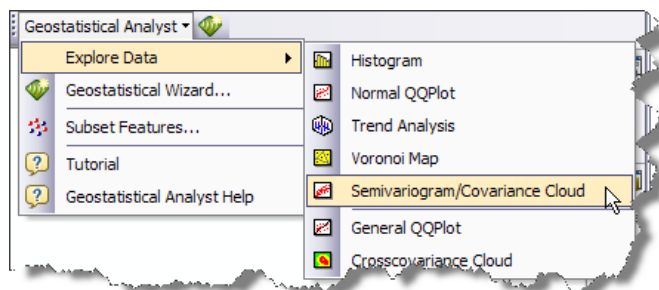 Geostatistical Analyst
Explore Data
Geostatistical Wizard...
Subset Features...
Tutorial
Geostatistical Analyst Help
Histogram
Normal QQPlot
Trend Analysis
Voronoi Map
Semivariogram/Covariance Cloud
General QQPlot
Crosscovariance Cloud